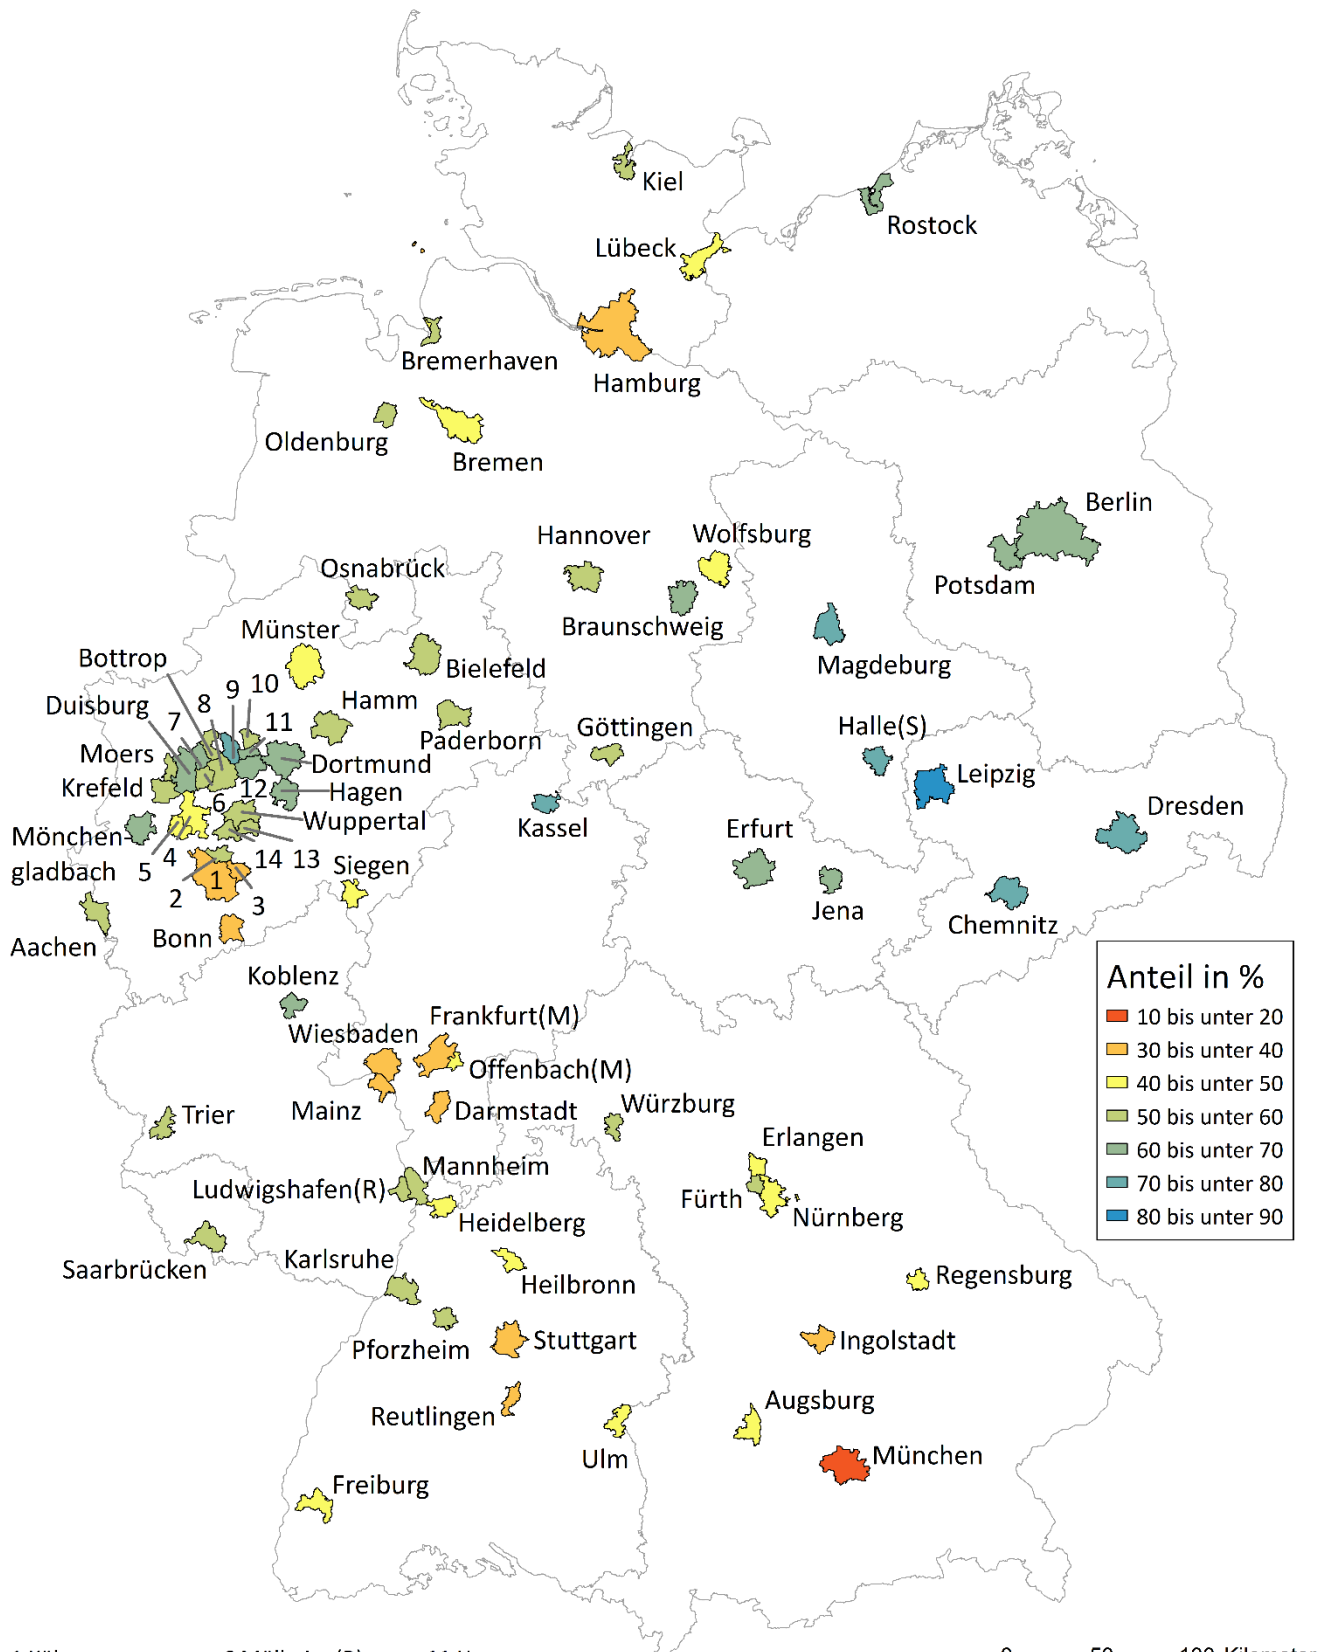 Kiel
Rostock
Lübeck
Bremerhaven
Hamburg
Oldenburg
Bremen
Berlin
Hannover
Wolfsburg
Osnabrück
Potsdam
Braunschweig
Münster
Bottrop
Bielefeld
Magdeburg
Duisburg
7
8
9
10
11
Hamm
Göttingen
Halle(S)
Paderborn
Moers
Dortmund
Leipzig
Krefeld
6
12
Hagen
Dresden
Wuppertal
Kassel
Erfurt
Mönchen-
gladbach
5
4
14
13
Siegen
2
1
3
Jena
Chemnitz
Aachen
Bonn
Koblenz
Anteil in %
10 bis unter 20
30 bis unter 40
40 bis unter 50
50 bis unter 60
60 bis unter 70
70 bis unter 80
80 bis unter 90
Frankfurt(M)
Wiesbaden
Offenbach(M)
Mainz
Darmstadt
Würzburg
Trier
Erlangen
Mannheim
Ludwigshafen(R)
Fürth
Nürnberg
Heidelberg
Saarbrücken
Karlsruhe
Heilbronn
Regensburg
Pforzheim
Stuttgart
Ingolstadt
Reutlingen
Augsburg
Ulm
München
Freiburg